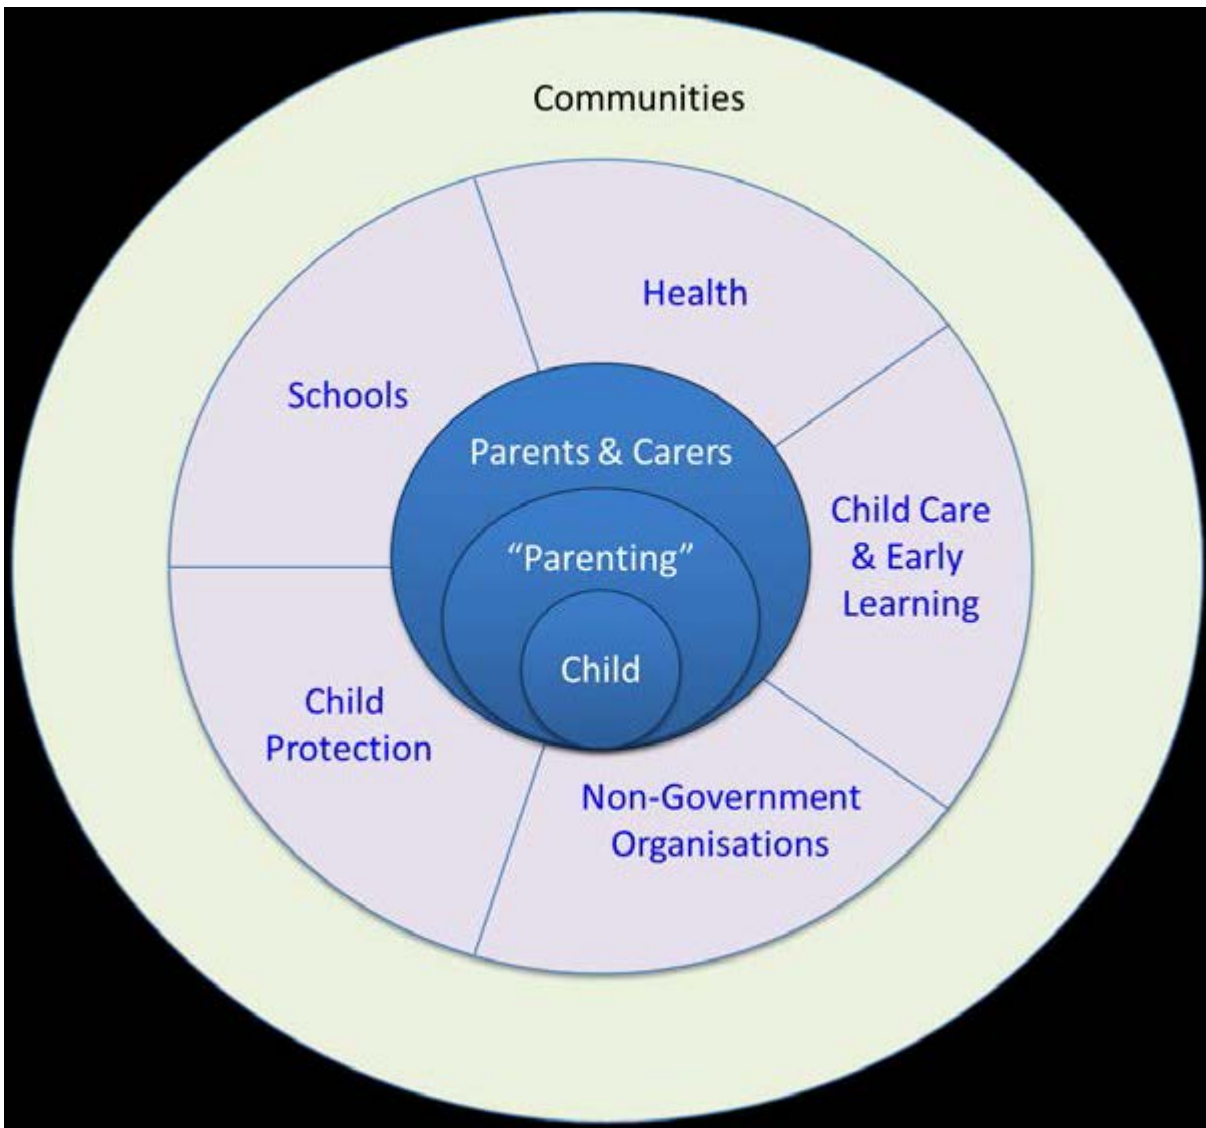 Communities
Health
Schools
Parents & Carers
Child Care
& Early
Learning
“Parenting”
Child
Child
Protection
Non-Government
Organisations